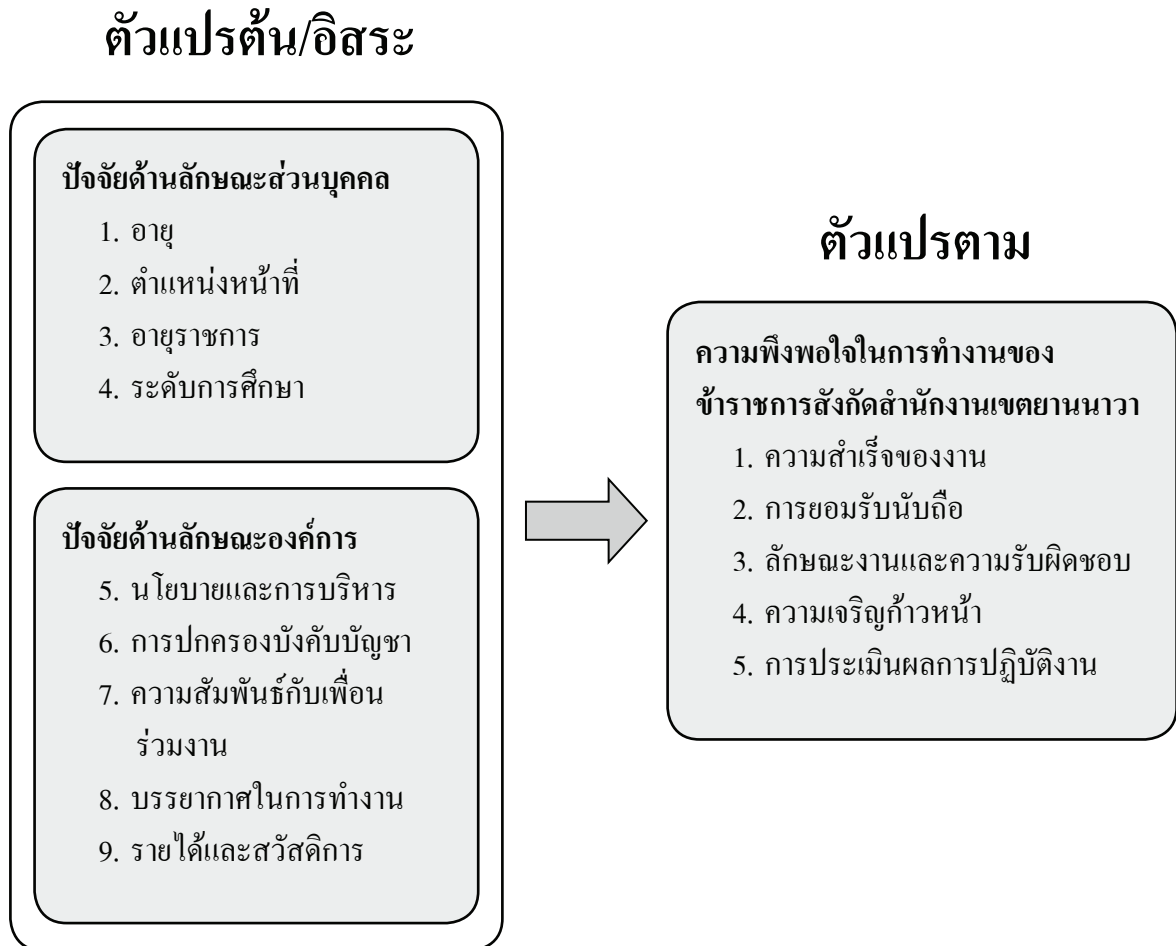 ตัวแปรต้น/อิสระ
ปัจจัยด้านลักษณะส่วนบุคคล
1. อายุ
2. ตำแหน่งหน้าที่
3. อายุราชการ
4. ระดับการศึกษา
ปัจจัยด้านลักษณะองค์การ
5. นโยบายและการบริหาร
6. การปกครองบังคับบัญชา
7. ความสัมพันธ์กับเพื่อน
ร่วมงาน
8. บรรยากาศในการทำงาน
9. รายได้และสวัสดิการ
ตัวแปรตาม
ความพึงพอใจในการทำงานของ
ข้าราชการสังกัดสำนักงานเขตยานนาวา
1. ความสำเร็จของงาน
2. การยอมรับนับถือ
3. ลักษณะงานและความรับผิดชอบ
4. ความเจริญก้าวหน้า
5. การประเมินผลการปฏิบัติงาน